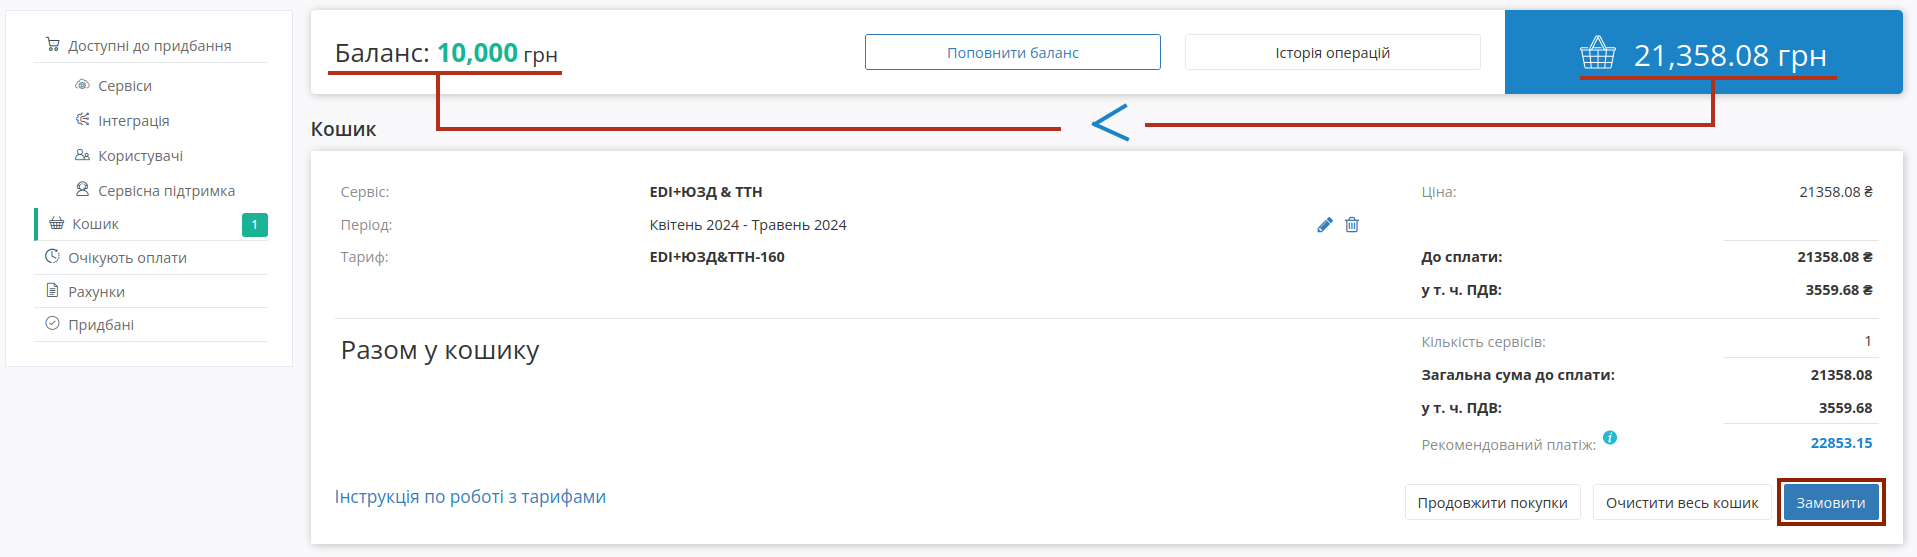 Доступні до придбання
Сервіси
Інтеграція
Користувачі
Сервісна підтримка
Кошик 1
Очікують оплати
Рахунки
Придбані
Баланс: 10,000 грн
Поповнити баланс
Історія операцій
21,358.08 грн
Кошик
Сервіс: EDI+ЮЗД & ТТН
Ціна: 21358.08 ₴
Період: Квітень 2024 - Травень 2024
Тариф: EDI+ЮЗД&ТТН-160
До сплати: 21358.08 ₴
у т. ч. ПДВ: 3559.68 ₴
Разом у кошику
Кількість сервісів: 1
Загальна сума до сплати: 21358.08
у т. ч. ПДВ: 3559.68
Рекомендований платіж: i 22853.15
Інструкція по роботі з тарифами
Продовжити покупки
Очистити весь кошик
Замовити